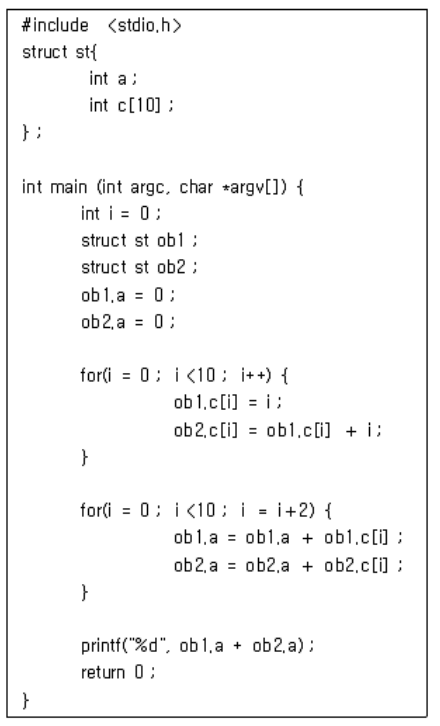 #include <stdio.h>
struct st{
int a ;
int c[10] ;
} ;
int main (int argc, char *argv[]) {
int i = 0 ;
struct st ob1 ;
struct st ob2 ;
ob1.a = 0 ;
ob2.a = 0 ;
for(i = 0 ; i <10 ; i++) {
ob1.c[i] = i ;
ob2.c[i] = ob1.c[i] + i ;
}
for(i = 0 ; i <10 ; i = i+2) {
ob1.a = ob1.a + ob1.c[i] ;
ob2.a = ob2.a + ob2.c[i] ;
}
printf("%d", ob1.a + ob2.a) ;
return 0 ;
}